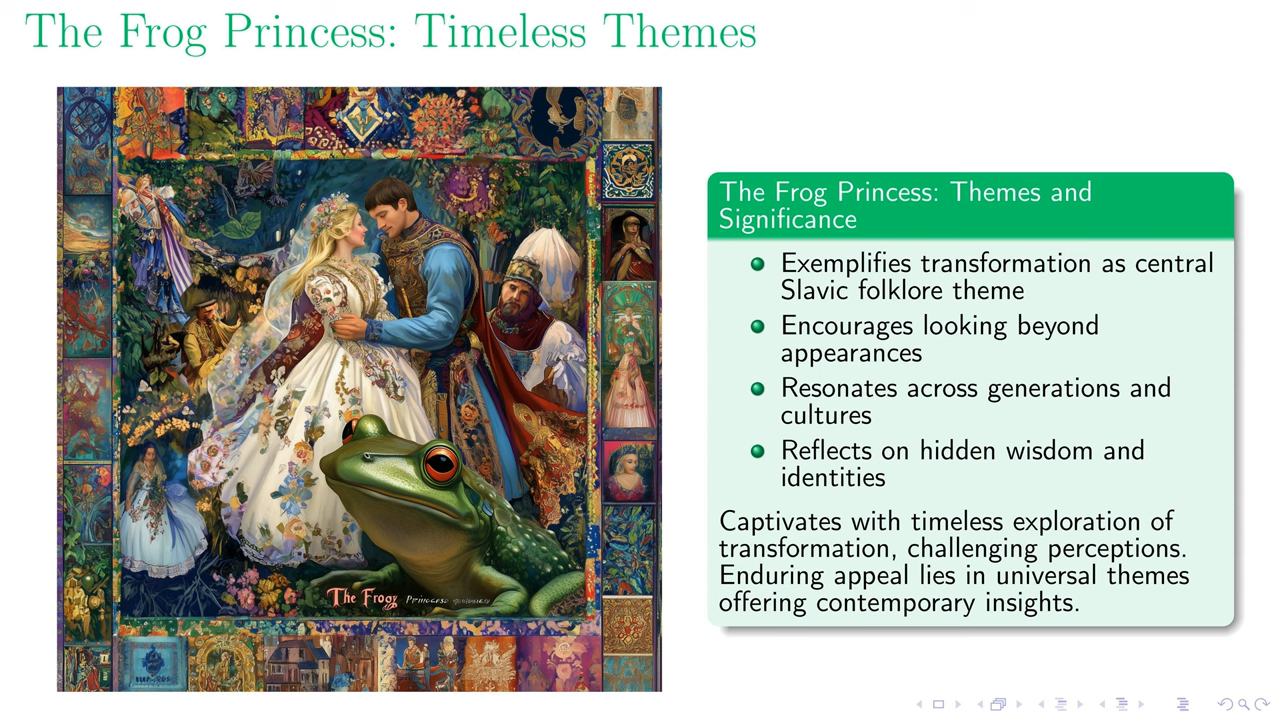 The Frog Princess: Timeless Themes
The Frog Princess: Themes and
Significance
Exemplifies transformation as central
Slavic folklore theme
Encourages looking beyond
appearances
Resonates across generations and
cultures
Reflects on hidden wisdom and
identities
Captivates with timeless exploration of
transformation, challenging perceptions.
Enduring appeal lies in universal themes
offering contemporary insights.
The Frog